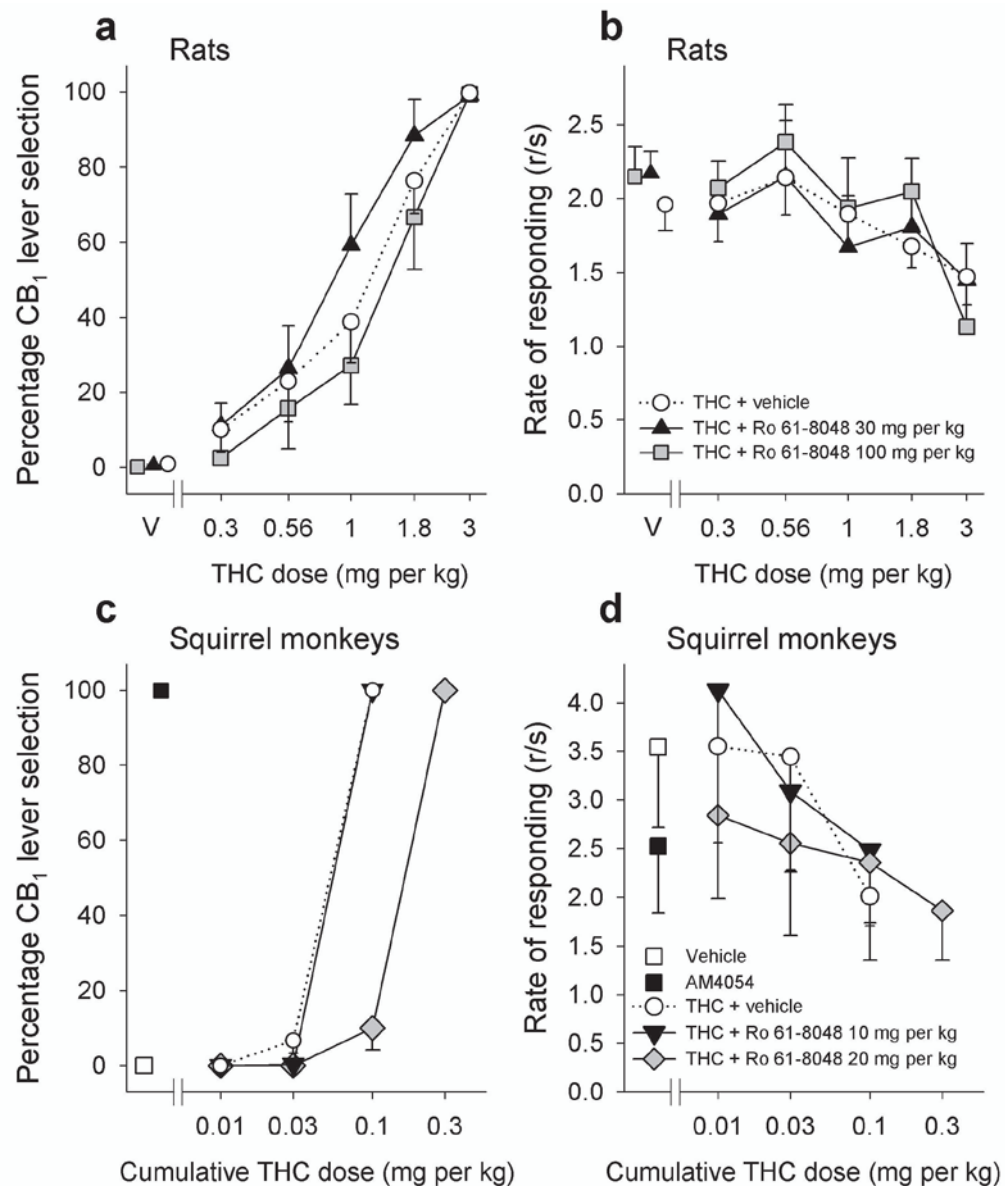 a
Rats
Percentage CB1 lever selection
100
80
60
40
20
0
V
0.3
0.56
1
1.8
3
THC dose (mg per kg)
b
Rats
Rate of responding (r/s)
2.5
2.0
1.5
1.0
0.5
0.0
THC + vehicle
THC + Ro 61-8048 30 mg per kg
THC + Ro 61-8048 100 mg per kg
V
0.3
0.56
1
1.8
3
THC dose (mg per kg)
c
Squirrel monkeys
Percentage CB1 lever selection
100
80
60
40
20
0
0.01
0.03
0.1
0.3
Cumulative THC dose (mg per kg)
d
Squirrel monkeys
Rate of responding (r/s)
4.0
3.5
3.0
2.5
2.0
1.5
1.0
0.5
0.0
Vehicle
AM4054
THC + vehicle
THC + Ro 61-8048 10 mg per kg
THC + Ro 61-8048 20 mg per kg
0.01
0.03
0.1
0.3
Cumulative THC dose (mg per kg)